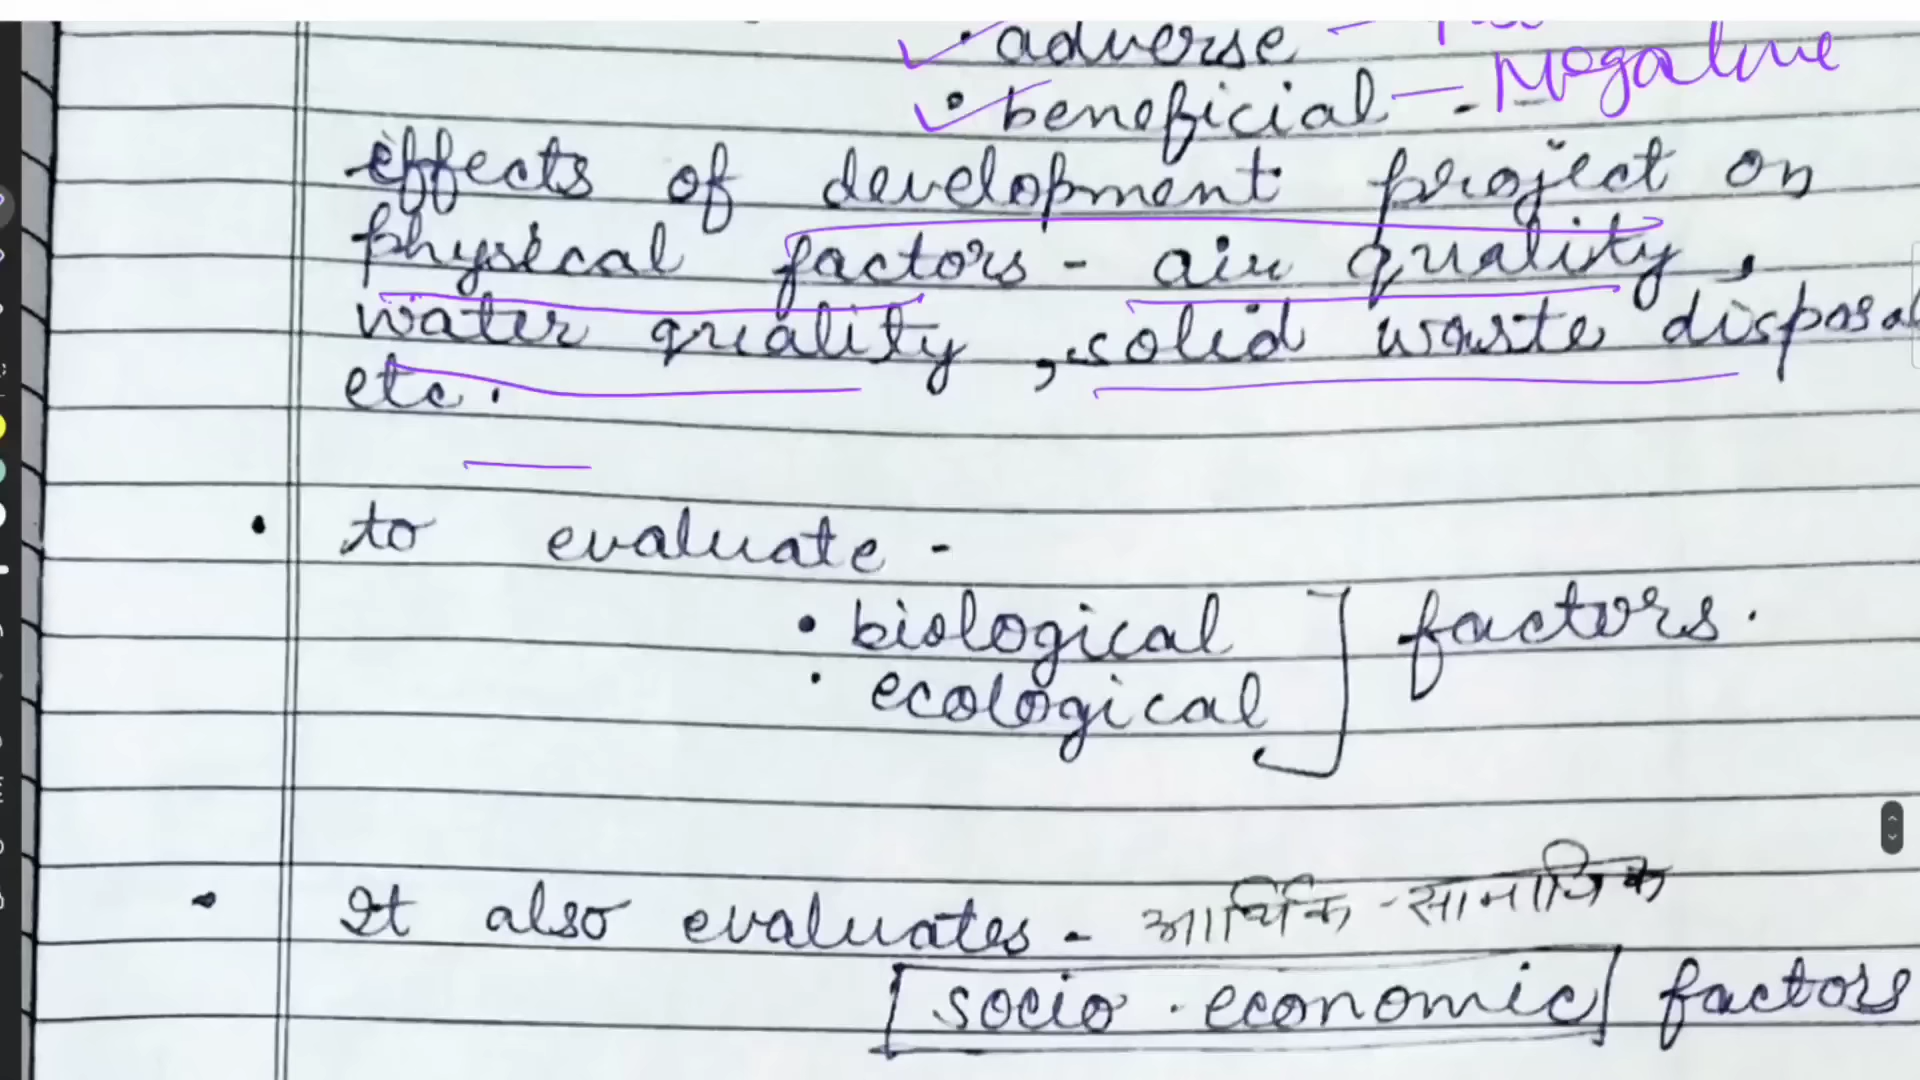 • adverse -
• beneficial - Negative
effects of development project on
physical factors - air quality,
water quality, solid waste disposal
etc.
• to evaluate -
• biological
• ecological
factors.
• It also evaluates - आर्थिक - सामाजिक
socio-economic factors